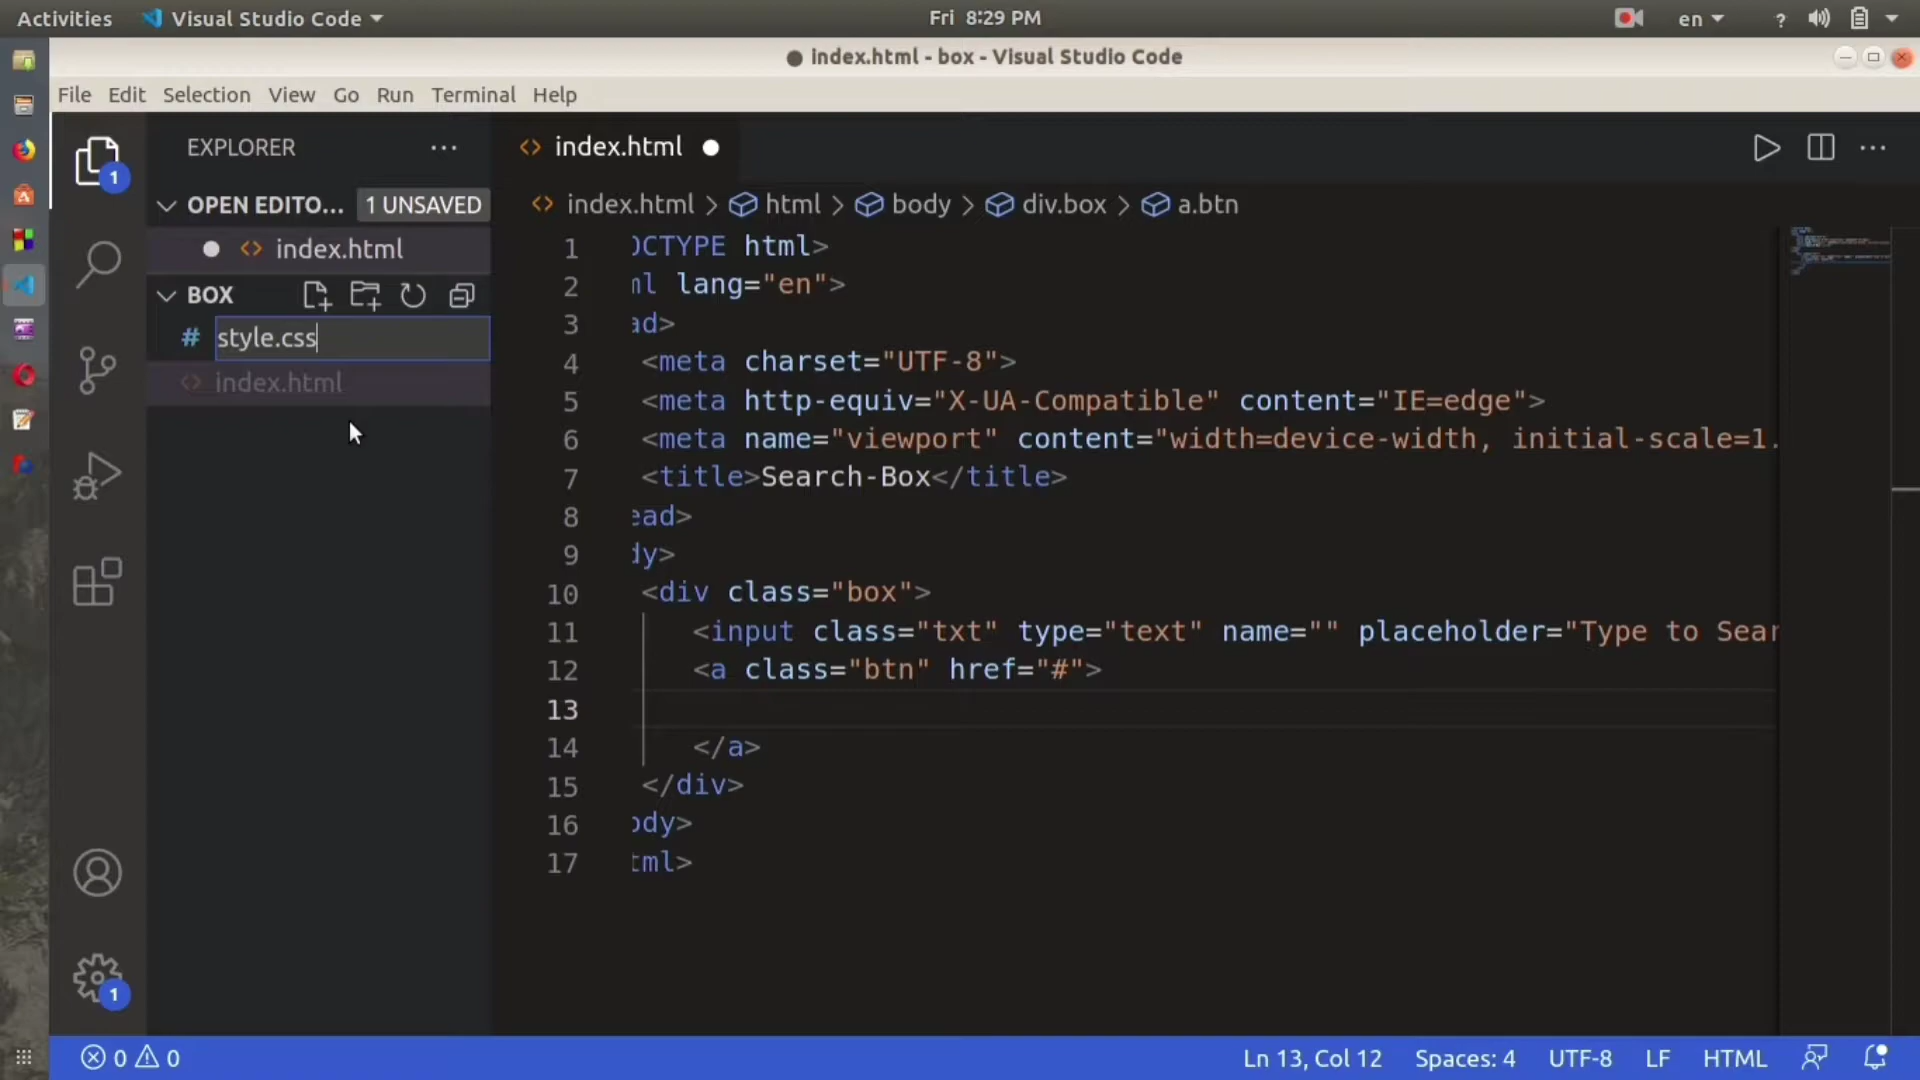 Activities Visual Studio Code Fri 8:29 PM en ?
index.html - box - Visual Studio Code
File Edit Selection View Go Run Terminal Help
1 EXPLORER ... index.html ...
OPEN EDITO... 1 UNSAVED index.html > html > body > div.box > a.btn
index.html
BOX
# style.css
index.html
1 OCTYPE html>
2 ml lang="en">
3 ad>
4 <meta charset="UTF-8">
5 <meta http-equiv="X-UA-Compatible" content="IE=edge">
6 <meta name="viewport" content="width=device-width, initial-scale=1.
7 <title>Search-Box</title>
8 ead>
9 dy>
10 <div class="box">
11 <input class="txt" type="text" name="" placeholder="Type to Sear
12 <a class="btn" href="#">
13
14 </a>
15 </div>
16 ody>
17 tml>
1
0 0 Ln 13, Col 12 Spaces: 4 UTF-8 LF HTML